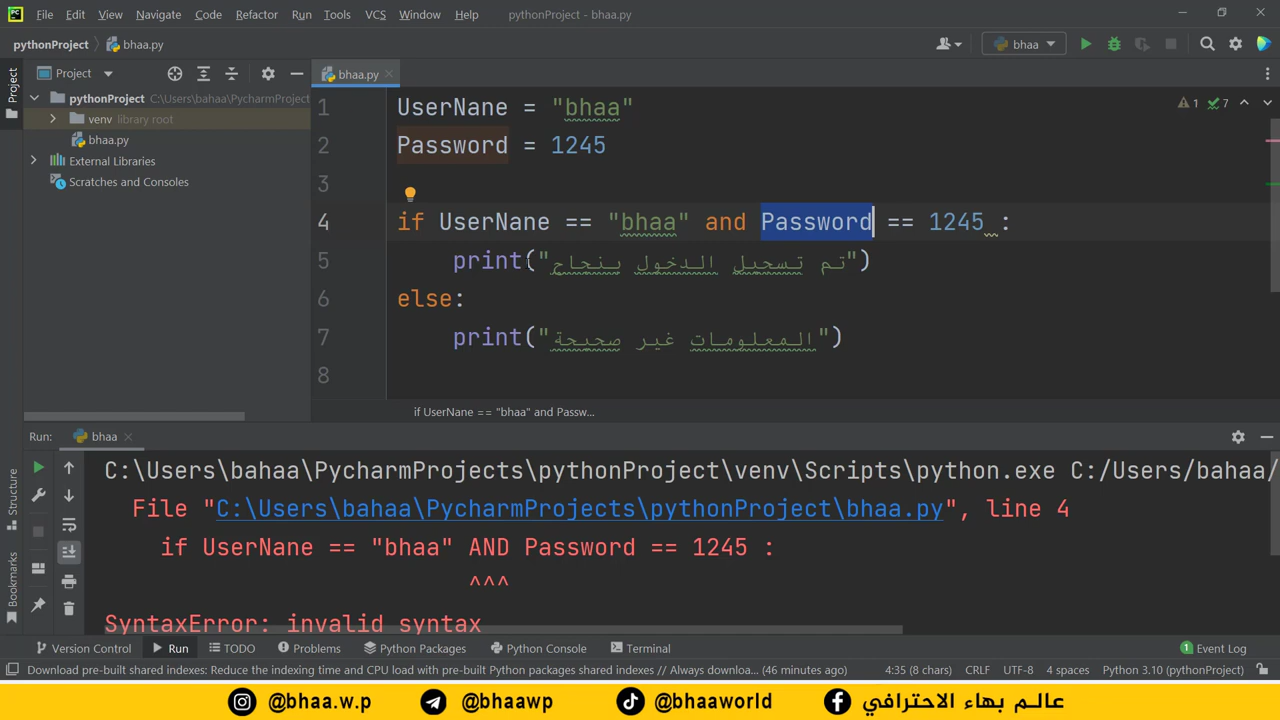 File Edit View Navigate Code Refactor Run Tools VCS Window Help pythonProject - bhaa.py
pythonProject bhaa.py bhaa
Project bhaa.py
pythonProject C:\Users\bahaa\PycharmProject
venv library root
bhaa.py
External Libraries
Scratches and Consoles
1 UserNane = "bhaa"
2 Password = 1245
3
4 if UserNane == "bhaa" and Password == 1245 :
5 print("تم تسحيل الدخول بنجاح")
6 else:
7 print("المعلومات غير صحيحة")
8
1 7
if UserNane == "bhaa" and Passw...
Project
Structure
Bookmarks
Run: bhaa
C:\Users\bahaa\PycharmProjects\pythonProject\venv\Scripts\python.exe C:/Users/bahaa/
File "C:\Users\bahaa\PycharmProjects\pythonProject\bhaa.py", line 4
if UserNane == "bhaa" AND Password == 1245 :
^^^
SyntaxError: invalid syntax
Version Control Run TODO Problems Python Packages Python Console Terminal 1 Event Log
Download pre-built shared indexes: Reduce the indexing time and CPU load with pre-built Python packages shared indexes // Always downloa... (46 minutes ago) 4:35 (8 chars) CRLF UTF-8 4 spaces Python 3.10 (pythonProject)
@bhaa.w.p @bhaawp @bhaaworld عالم بهاء الاحترافي